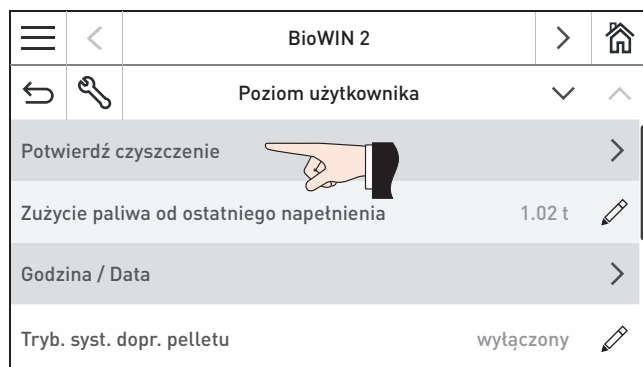 BioWIN 2
Poziom użytkownika
Potwierdź czyszczenie
Zużycie paliwa od ostatniego napełnienia 1.02 t
Godzina / Data
Tryb. syst. dopr. pelletu wyłączony